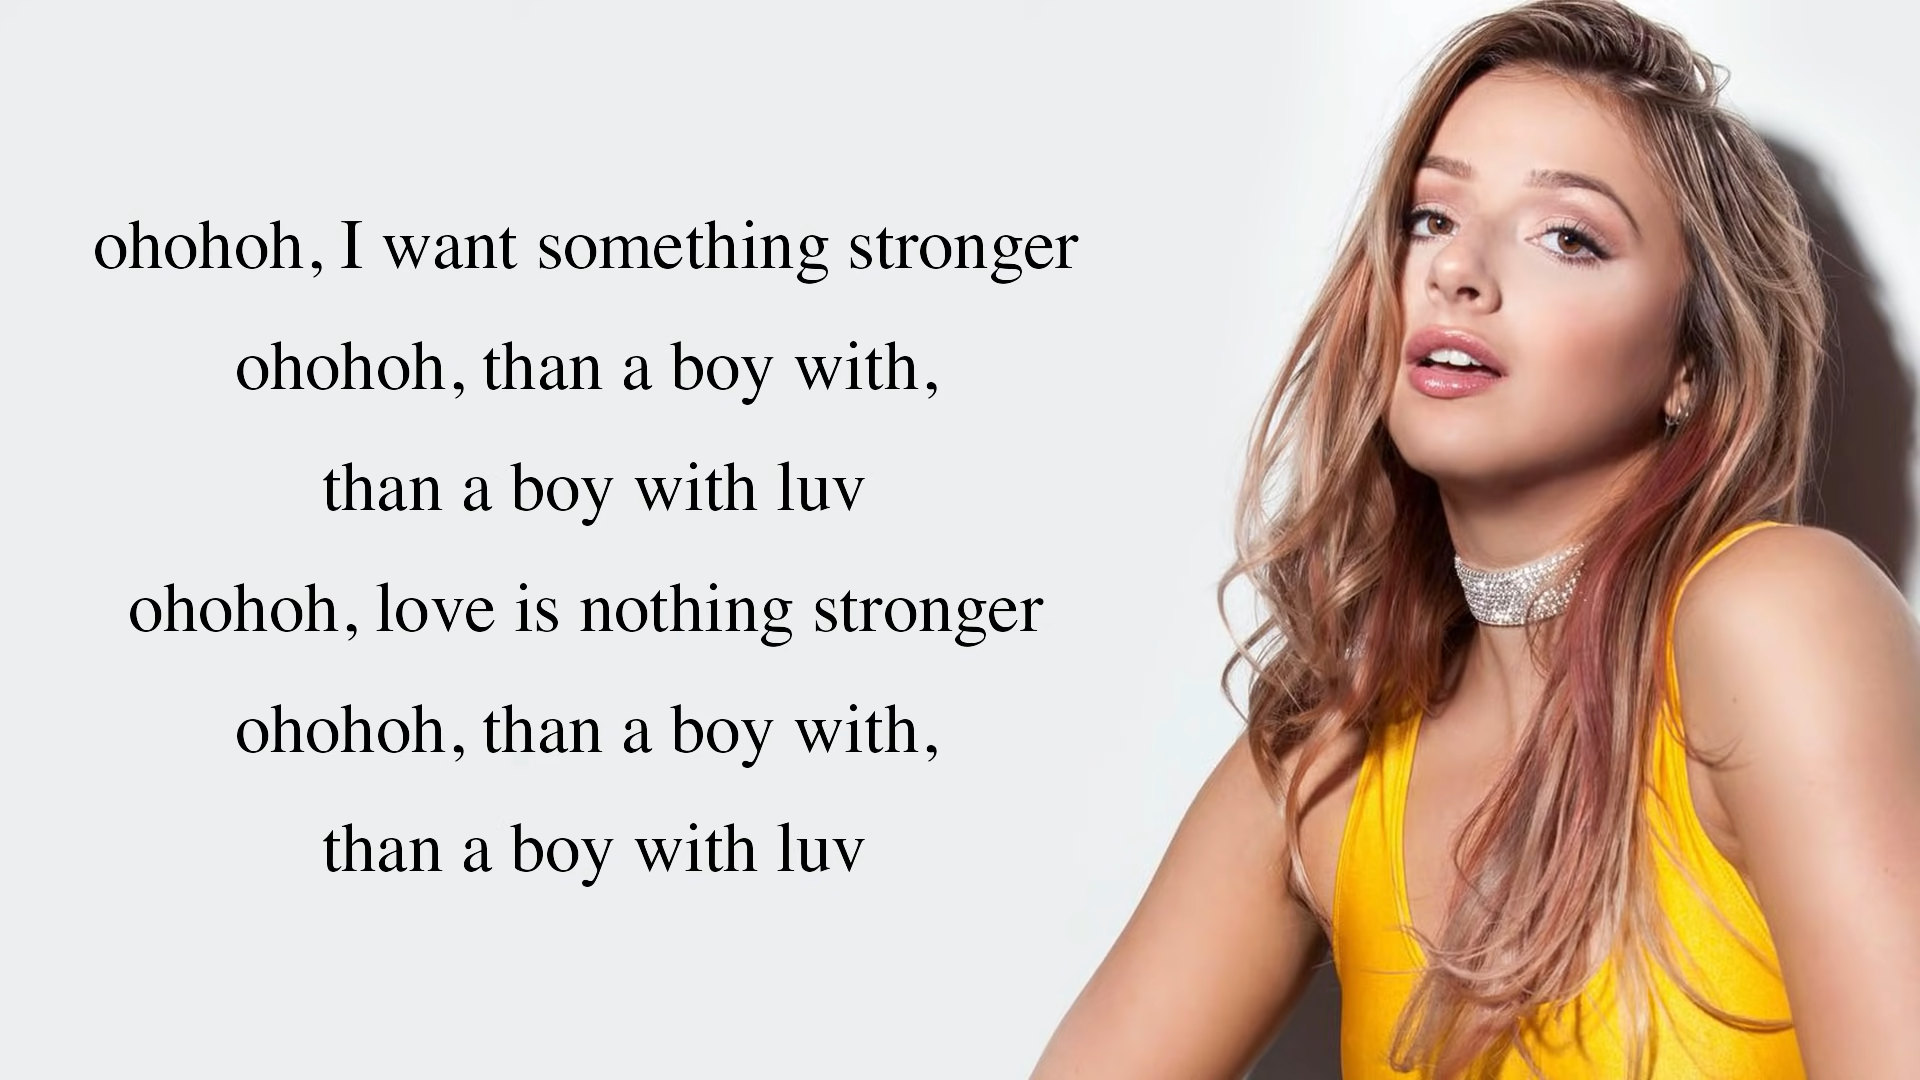 ohohoh, I want something stronger
ohohoh, than a boy with,
than a boy with luv
ohohoh, love is nothing stronger
ohohoh, than a boy with,
than a boy with luv